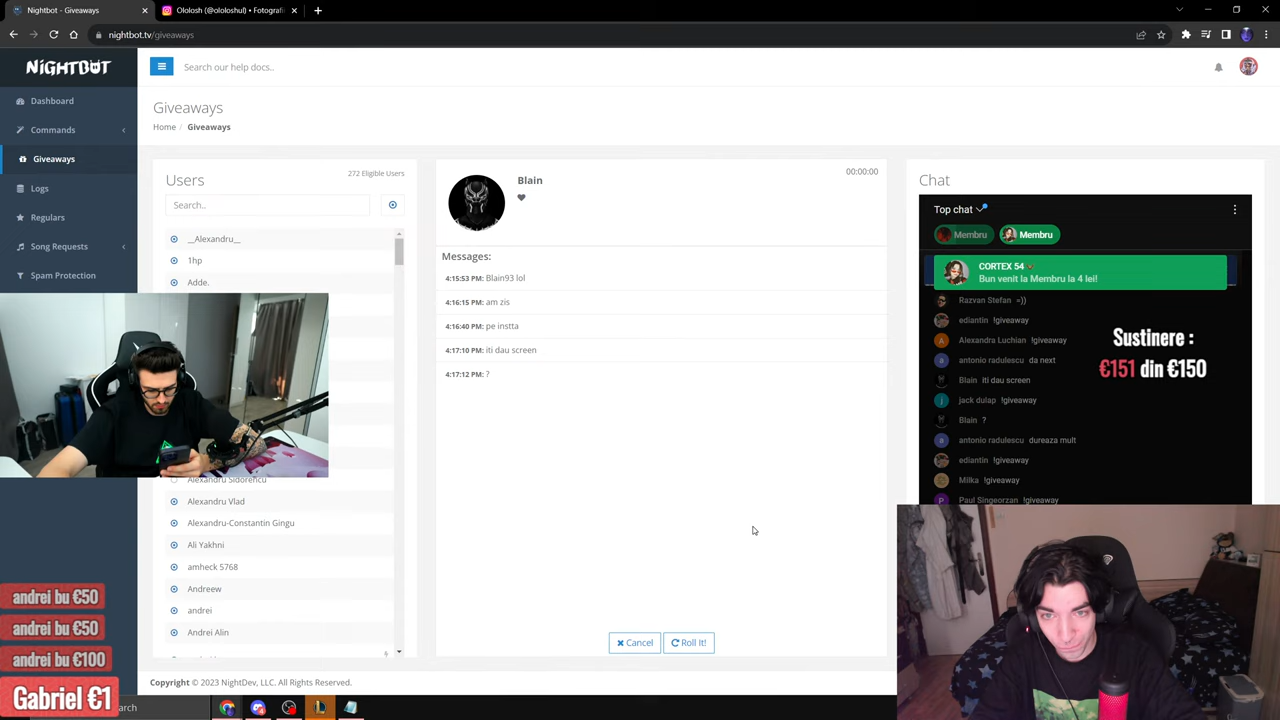 Nightbot - Giveaways
Ololosh (@ololoshul) • Fotografi
nightbot.tv/giveaways
NIGHTBOT
Search our help docs..
Dashboard
Commands
Giveaways
Logs
Regulars
Song Requests
Spam Protection
Giveaways
Home / Giveaways
Users
272 Eligible Users
Search..
__Alexandru__
1hp
Adde.
Alexandru Sidorencu
Alexandru Vlad
Alexandru-Constantin Gingu
Ali Yakhni
amheck 5768
Andreew
andrei
Andrei Alin
Blain
00:00:00
Messages:
4:15:53 PM: Blain93 lol
4:16:15 PM: am zis
4:16:40 PM: pe instta
4:17:10 PM: iti dau screen
4:17:12 PM: ?
Cancel
Roll It!
Chat
Top chat
Membru
Membru
CORTEX 54
Bun venit la Membru la 4 lei!
Razvan Stefan =))
ediantin !giveaway
Alexandra Luchian !giveaway
antonio radulescu da next
Blain iti dau screen
jack dulap !giveaway
Blain ?
antonio radulescu dureaza mult
ediantin !giveaway
Milka !giveaway
Paul Singeorzan !giveaway
Sustinere :
€151 din €150
andrei bu €50
andrei bu €50
andrei bu €100
Gabriel €1
Copyright © 2023 NightDev, LLC. All Rights Reserved.
arch